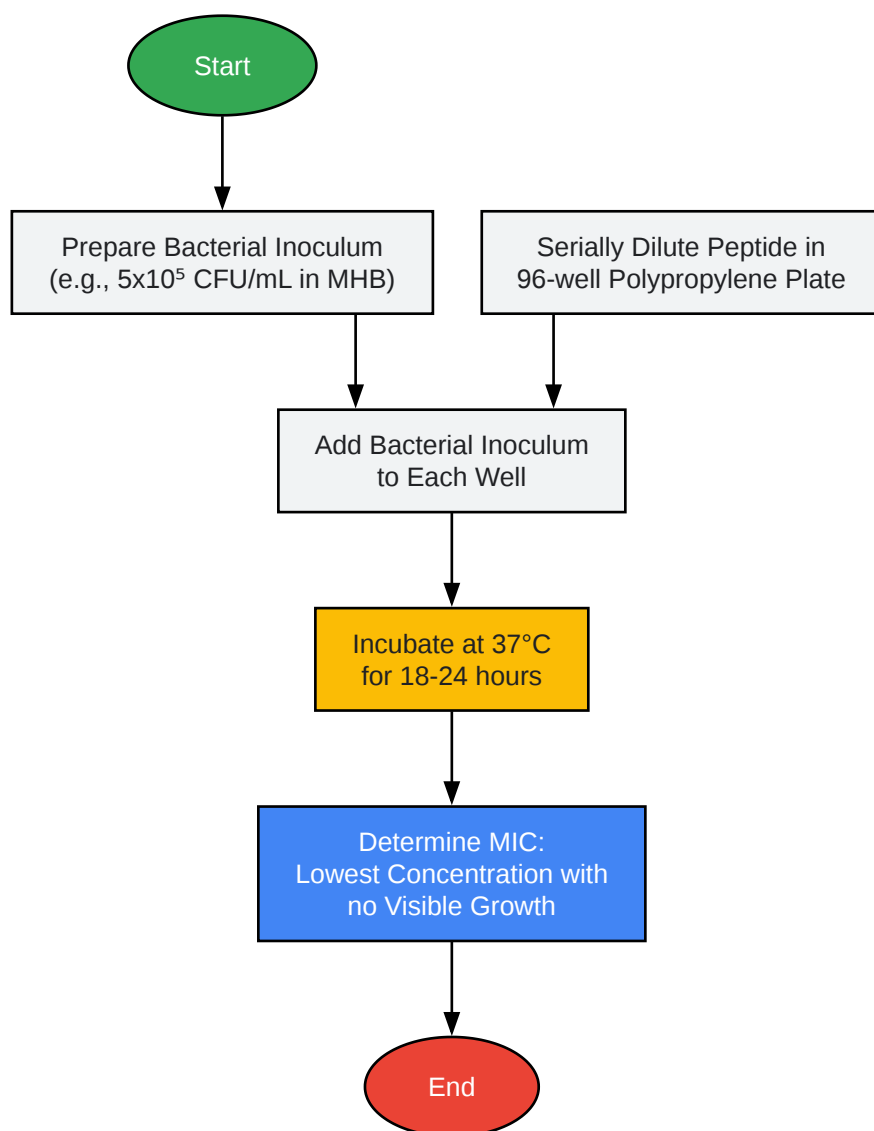 Start
Prepare Bacterial Inoculum
(e.g., 5x10⁵ CFU/mL in MHB)
Serially Dilute Peptide in
96-well Polypropylene Plate
Add Bacterial Inoculum
to Each Well
Incubate at 37°C
for 18-24 hours
Determine MIC:
Lowest Concentration with
no Visible Growth
End